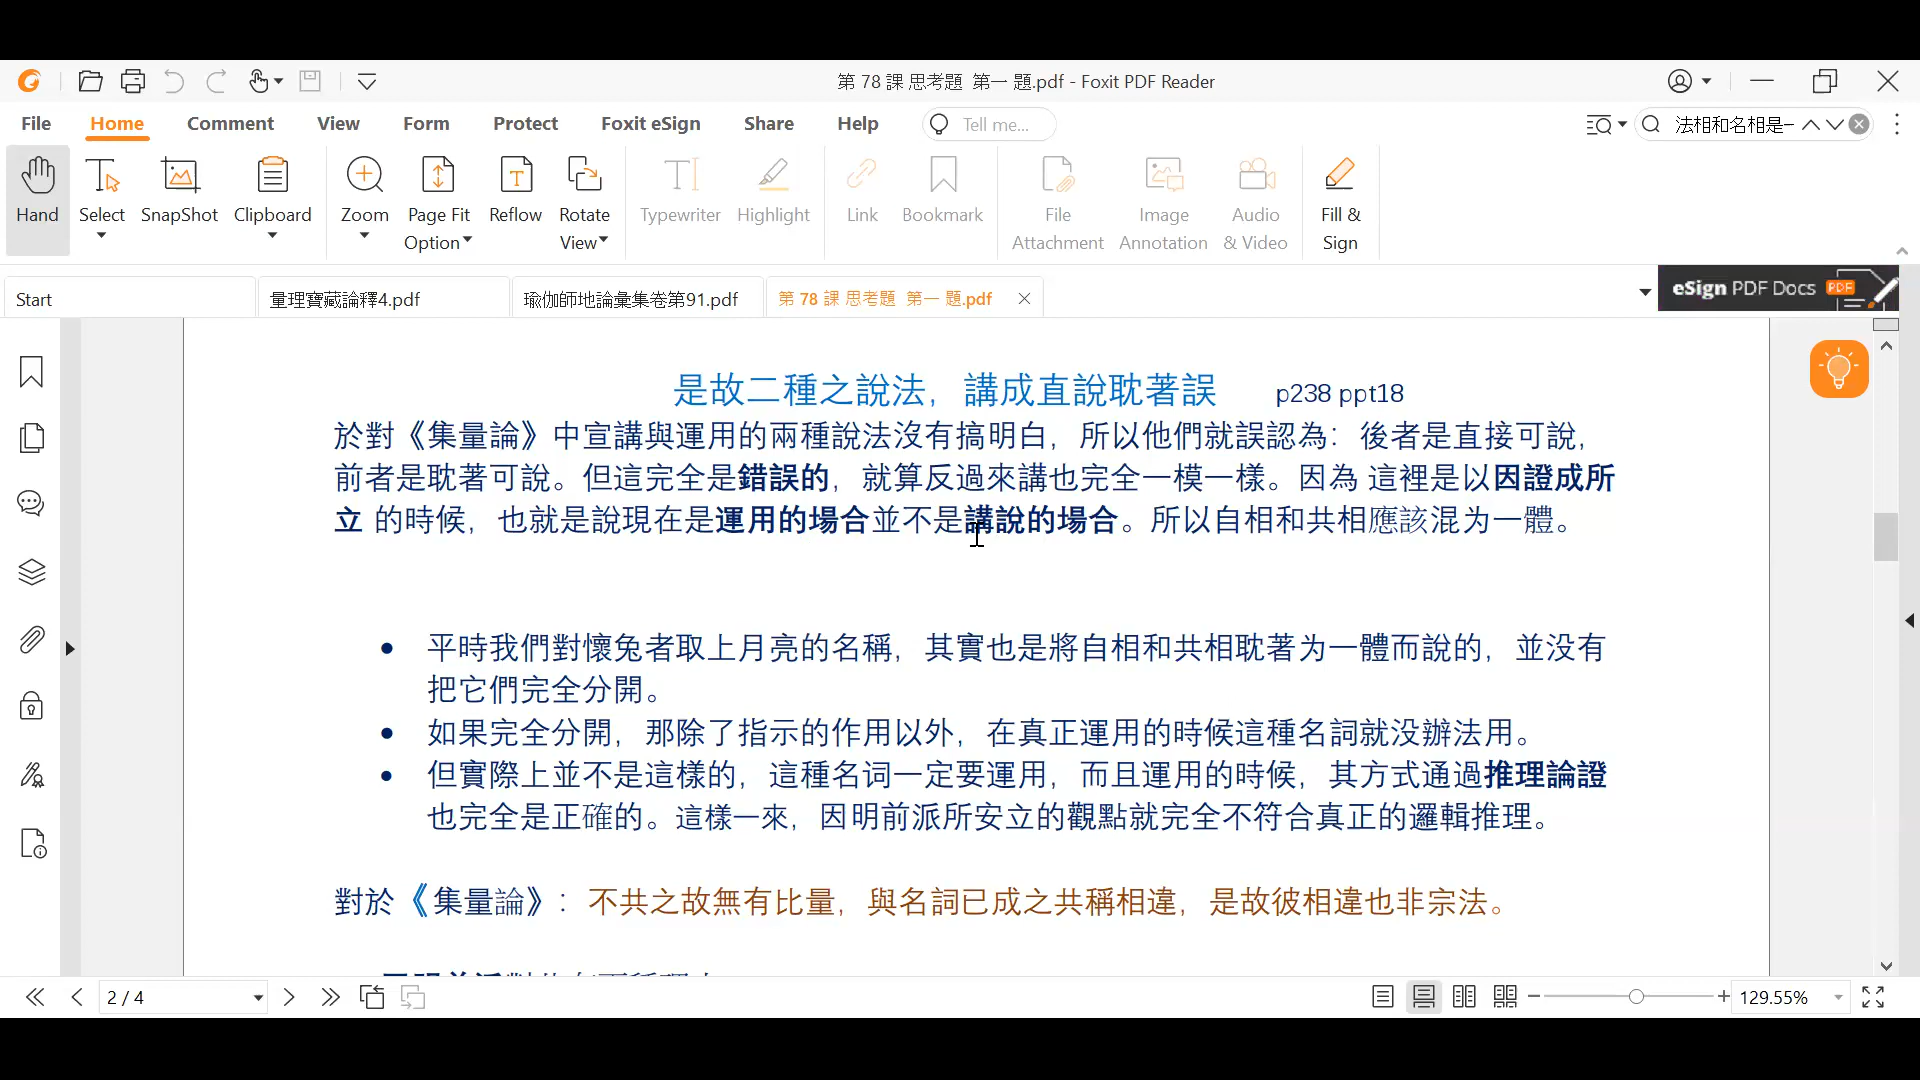 第 78 課 思考題 第一 題.pdf - Foxit PDF Reader
File Home Comment View Form Protect Foxit eSign Share Help Tell me... 法相和名相是一
Hand Select SnapShot Clipboard Zoom Page Fit Option Reflow Rotate View Typewriter Highlight Link Bookmark File Attachment Image Annotation Audio & Video Fill & Sign
Start 量理寶藏論釋4.pdf 瑜伽師地論彙集卷第91.pdf 第 78 課 思考題 第一 題.pdf eSign PDF Docs PDF
是故二種之說法，講成直說耽著誤 p238 ppt18
於對《集量論》中宣講與運用的兩種說法沒有搞明白，所以他們就誤認為：後者是直接可說，
前者是耽著可說。但這完全是錯誤的，就算反過來講也完全一模一樣。因為 這裡是以因證成所
立 的時候，也就是說現在是運用的場合並不是講說的場合。所以自相和共相應該混为一體。
• 平時我們對懷兔者取上月亮的名稱，其實也是將自相和共相耽著为一體而說的，並没有
把它們完全分開。
• 如果完全分開，那除了指示的作用以外，在真正運用的時候這種名詞就没辦法用。
• 但實際上並不是這樣的，這種名词一定要運用，而且運用的時候，其方式通過推理論證
也完全是正確的。這樣一來，因明前派所安立的觀點就完全不符合真正的邏輯推理。
對於《集量論》：不共之故無有比量，與名詞已成之共稱相違，是故彼相違也非宗法。
2 / 4 129.55%